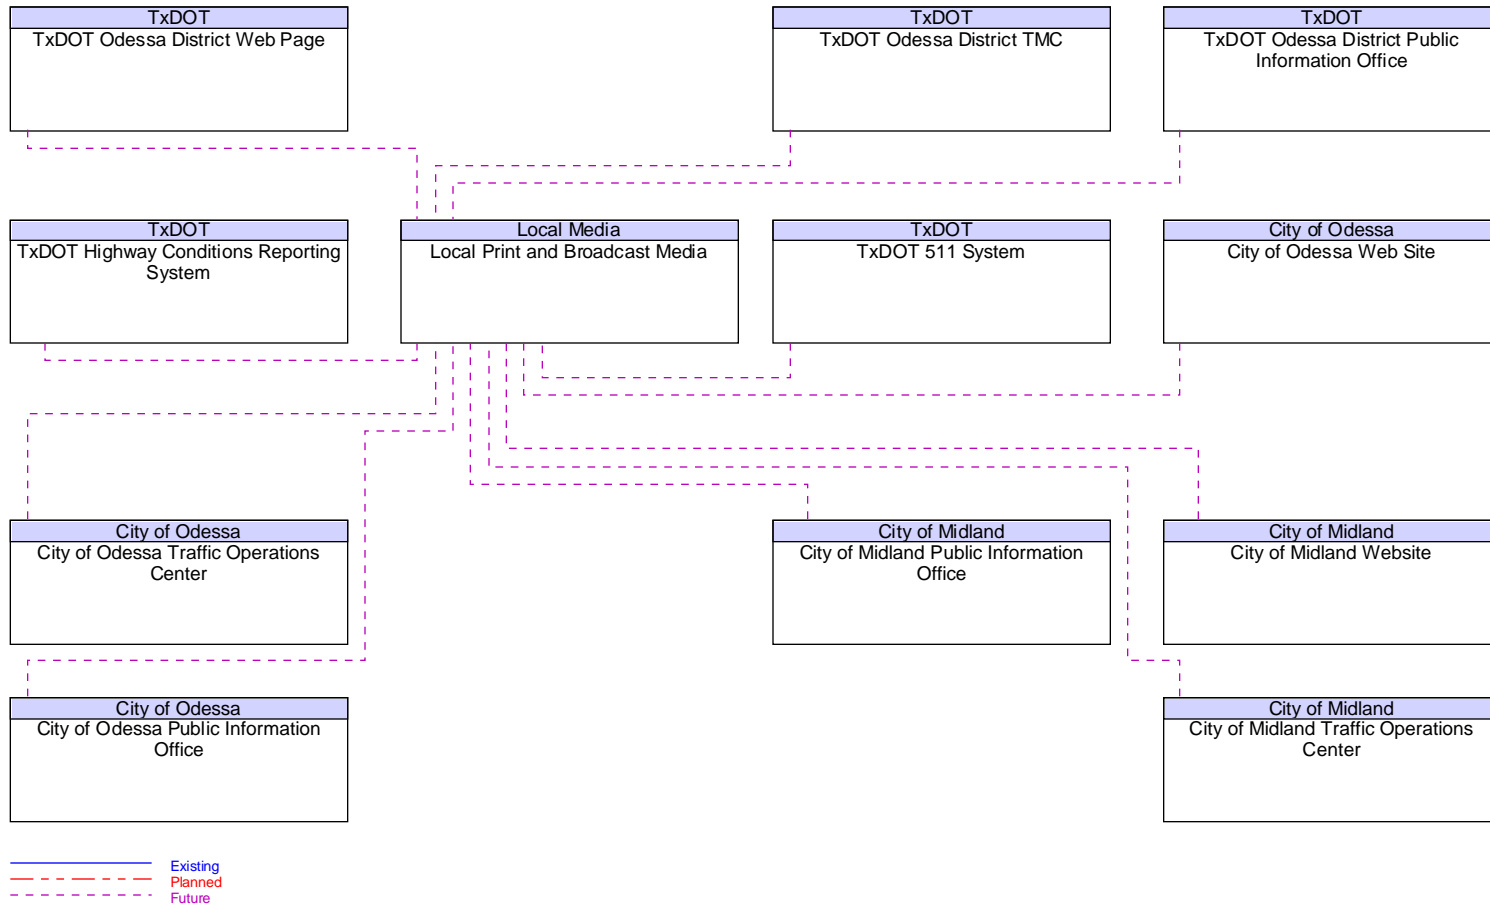 TxDOT
TxDOT Odessa District Web Page
TxDOT
TxDOT Odessa District TMC
TxDOT
TxDOT Odessa District Public
Information Office
TxDOT
TxDOT Highway Conditions Reporting
System
Local Media
Local Print and Broadcast Media
TxDOT
TxDOT 511 System
City of Odessa
City of Odessa Web Site
City of Odessa
City of Odessa Traffic Operations
Center
City of Midland
City of Midland Public Information
Office
City of Midland
City of Midland Website
City of Odessa
City of Odessa Public Information
Office
City of Midland
City of Midland Traffic Operations
Center
Existing
Planned
Future